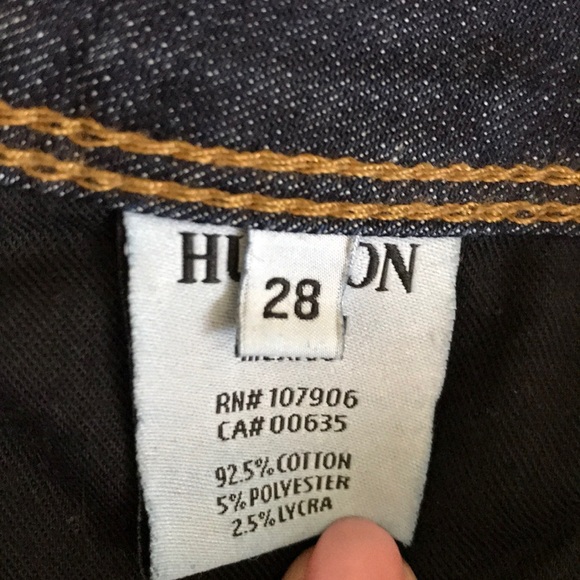 HU ON
28
RN# 107906
CA# 00635
92.5% COTTON
5% POLYESTER
2.5% LYCRA